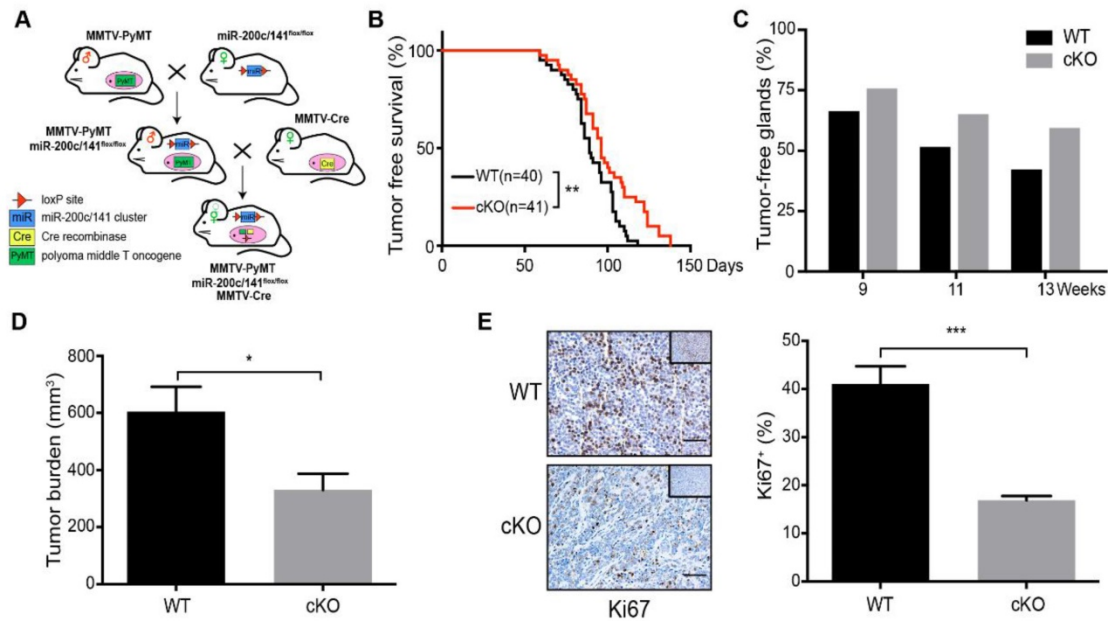 A
MMTV-PyMT
miR-200c/141flox/flox
miR
PyMT
MMTV-PyMT
miR-200c/141flox/flox
MMTV-Cre
miR
PyMT
Cre
loxP site
miR miR-200c/141 cluster
Cre Cre recombinase
PyMT polyoma middle T oncogene
miR
MMTV-PyMT
miR-200c/141flox/flox
MMTV-Cre
B
Tumor free survival (%)
100
50
0
WT(n=40)
cKO(n=41)
**
0 50 100 150 Days
C
Tumor-free glands (%)
100
75
50
25
0
WT
cKO
9 11 13 Weeks
D
Tumor burden (mm³)
800
600
400
200
0
*
WT cKO
E
WT
cKO
Ki67
Ki67⁺ (%)
50
40
30
20
10
0
***
WT cKO